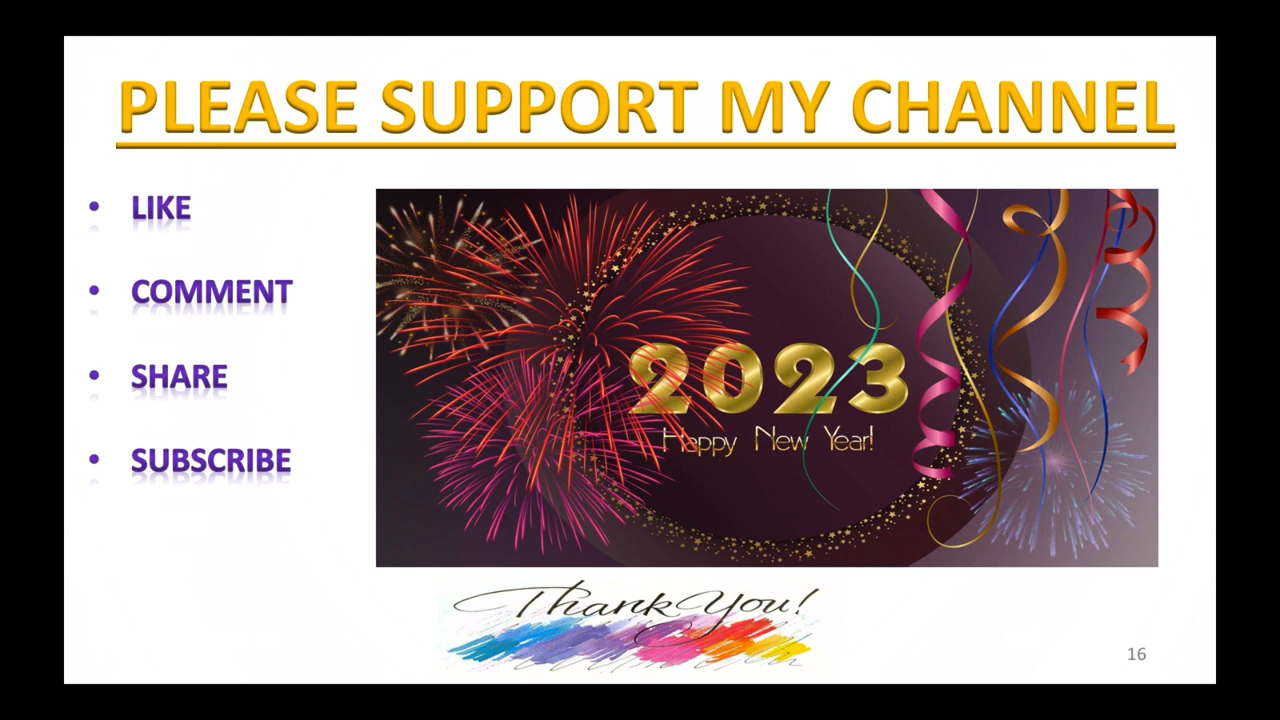 PLEASE SUPPORT MY CHANNEL
• LIKE
• COMMENT
• SHARE
• SUBSCRIBE
2023
Happy New Year!
Thank You!
16